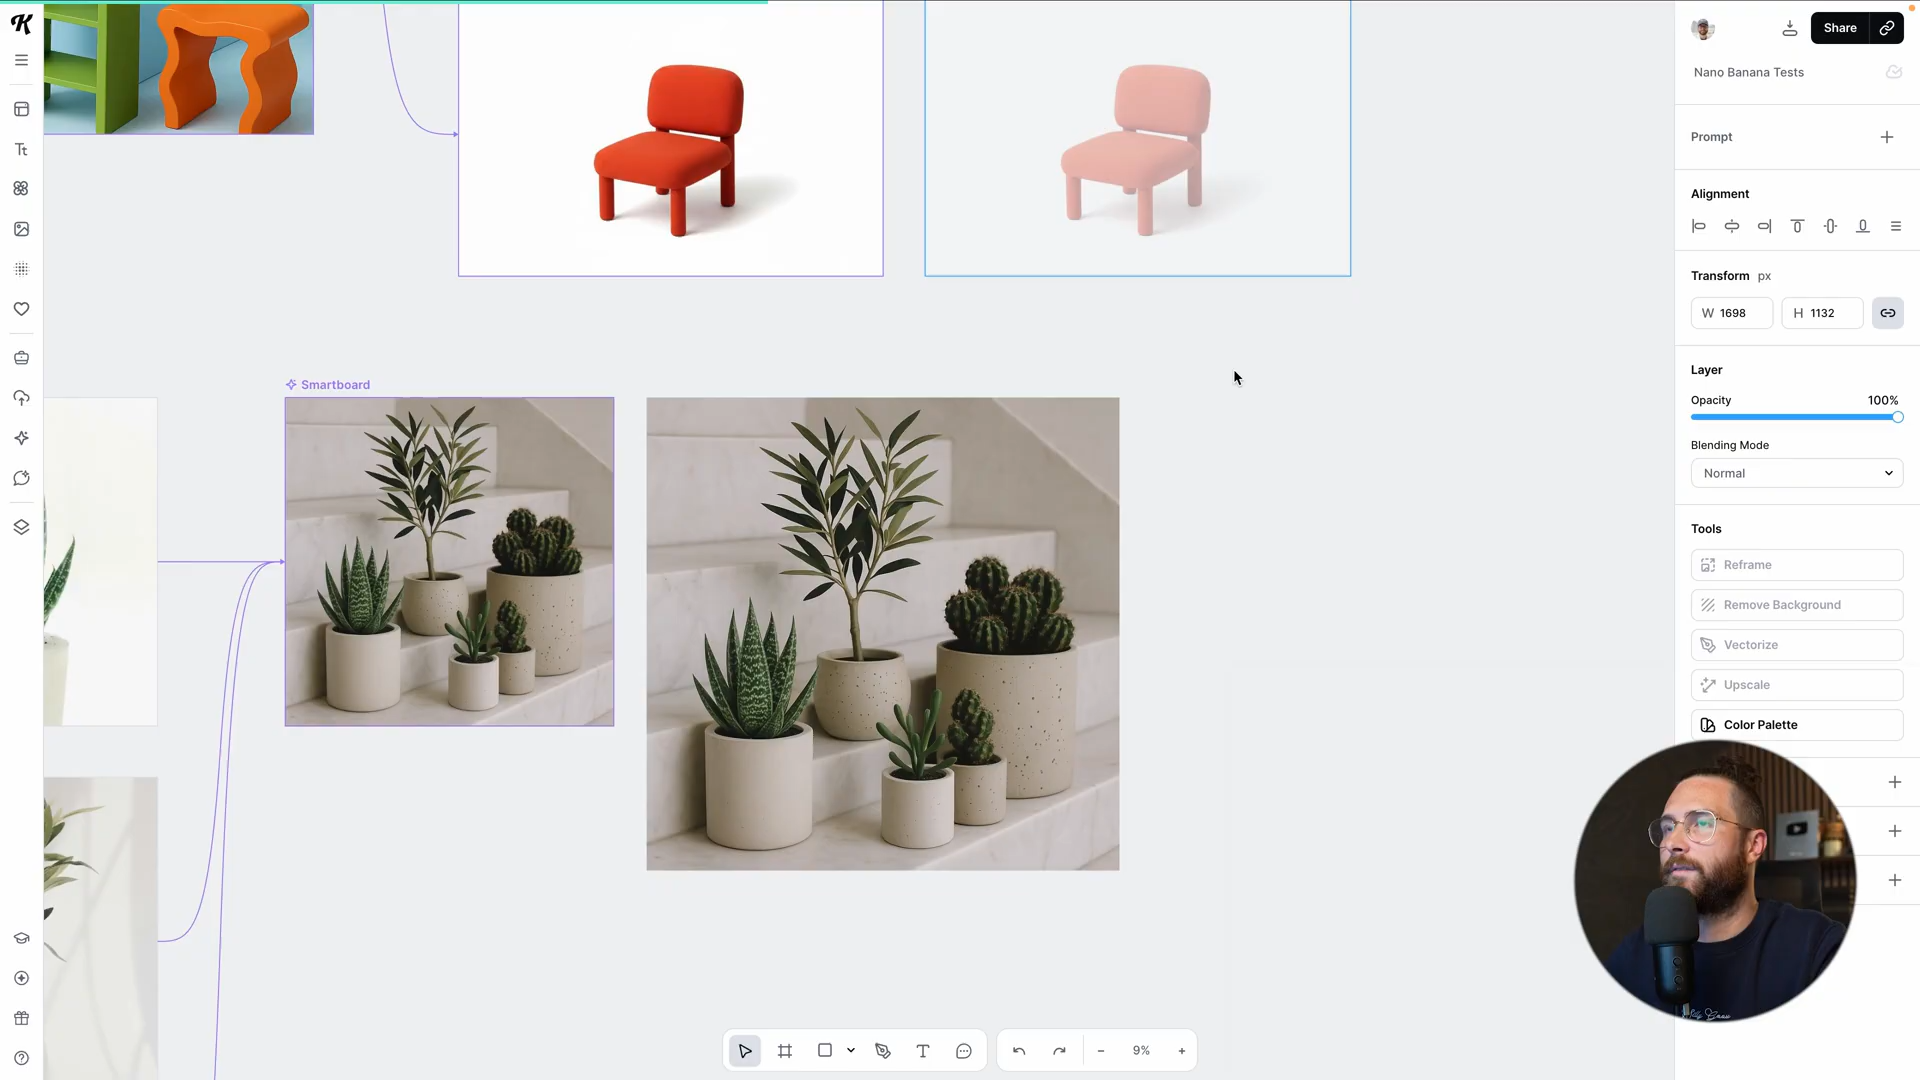 Share
Nano Banana Tests
Prompt
Alignment
Transform px
W 1698 H 1132
Layer
Opacity 100%
Blending Mode
Normal
Tools
Reframe
Remove Background
Vectorize
Upscale
Color Palette
Smartboard
9%